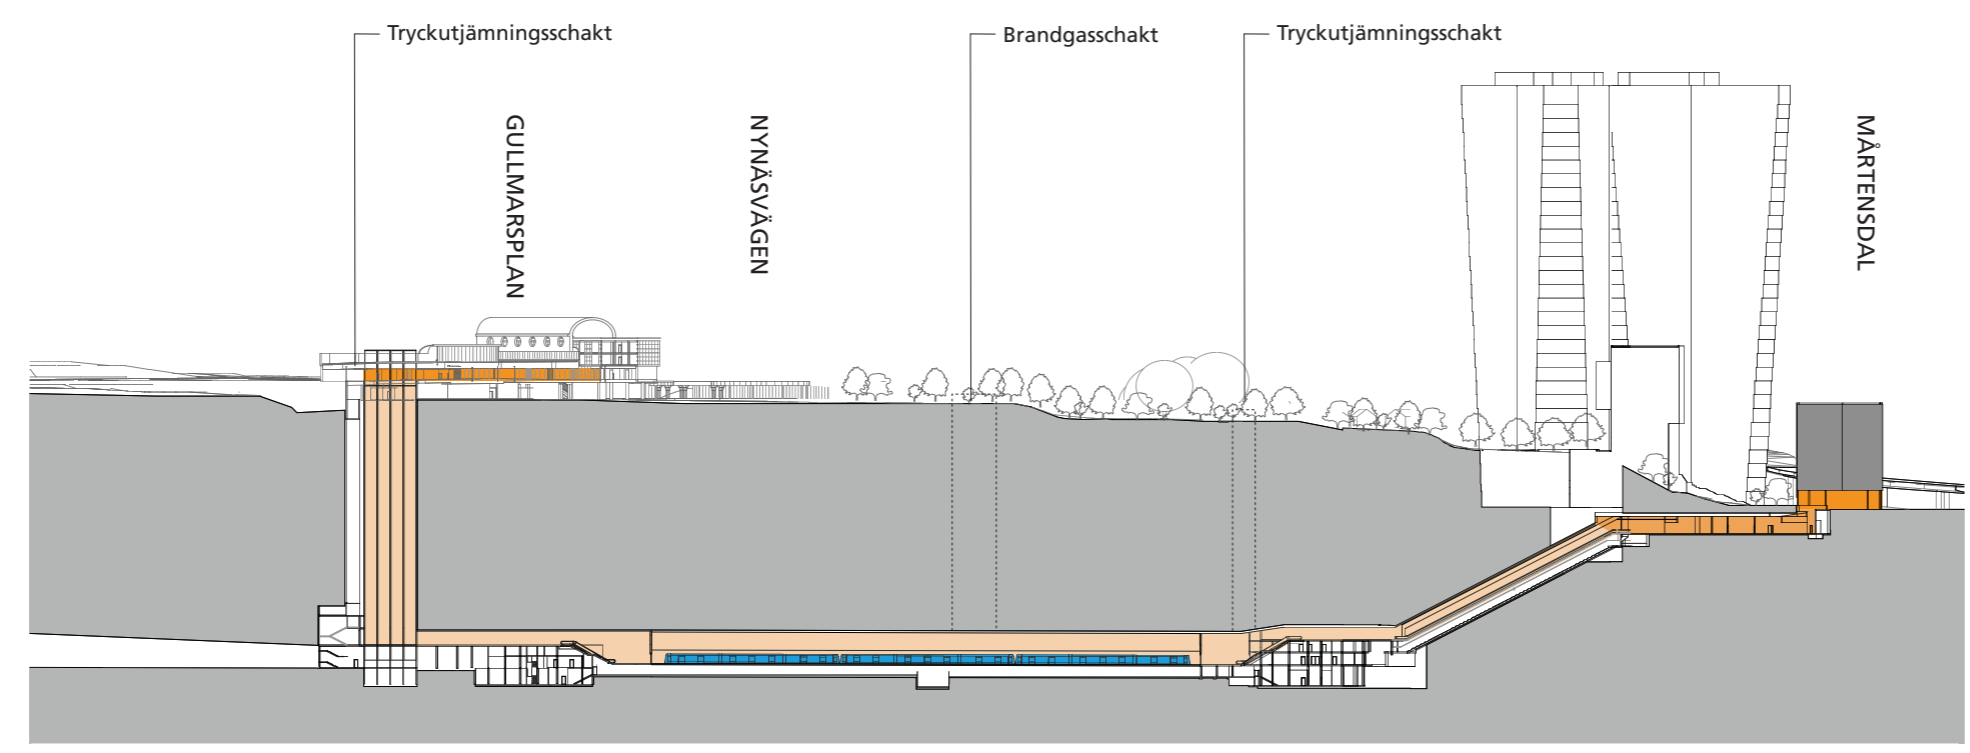 Tryckutjämningsschakt
Brandgasschakt
Tryckutjämningsschakt
GULLMARSPLAN
NYNÄSVÄGEN
MÅRTENSDAL